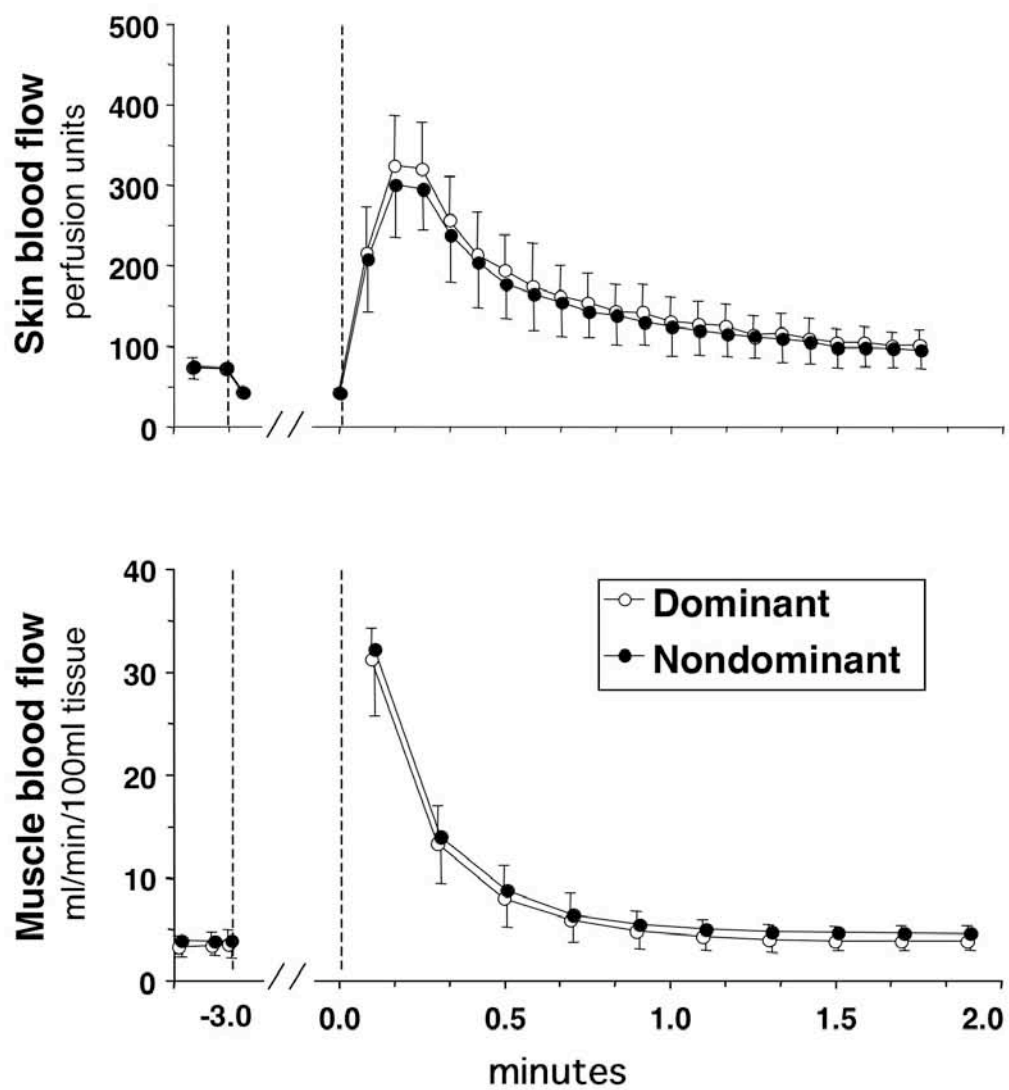 Skin blood flow
perfusion units
500
400
300
200
100
0
Muscle blood flow
ml/min/100ml tissue
40
30
20
10
0
Dominant
Nondominant
-3.0 0.0 0.5 1.0 1.5 2.0
minutes